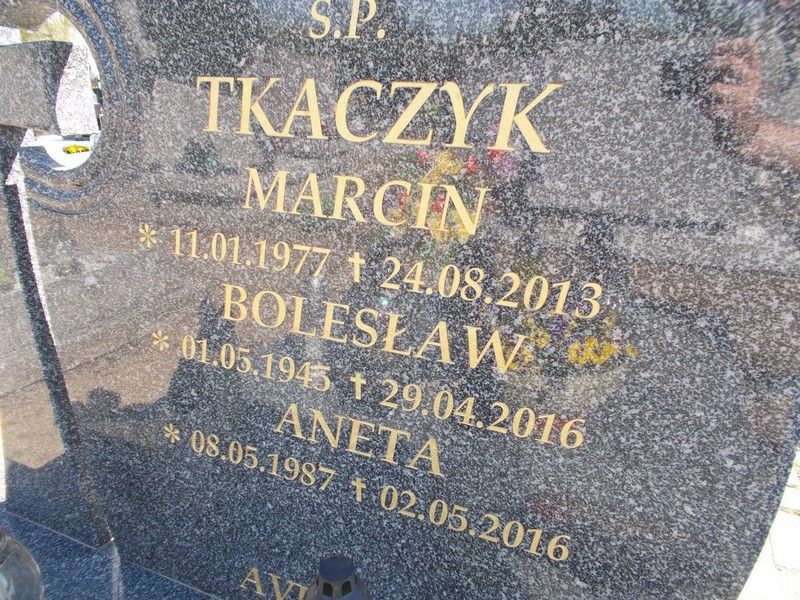 Ś.P.
TKACZYK
MARCIN
* 11.01.1977 † 24.08.2013
BOLESŁAW
* 01.05.1945 † 29.04.2016
ANETA
* 08.05.1987 † 02.05.2016